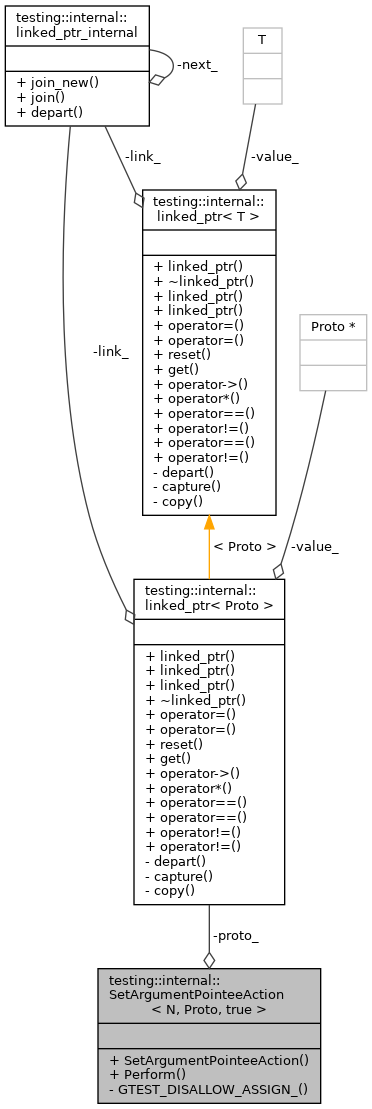 testing::internal::
linked_ptr_internal
+ join_new()
+ join()
+ depart()
-next_
T
-link_
-value_
testing::internal::
linked_ptr< T >
+ linked_ptr()
+ ~linked_ptr()
+ linked_ptr()
+ linked_ptr()
+ operator=()
+ operator=()
+ reset()
+ get()
+ operator->()
+ operator*()
+ operator==()
+ operator!=()
+ operator==()
+ operator!=()
- depart()
- capture()
- copy()
Proto *
-link_
< Proto >
-value_
testing::internal::
linked_ptr< Proto >
+ linked_ptr()
+ linked_ptr()
+ linked_ptr()
+ ~linked_ptr()
+ operator=()
+ operator=()
+ reset()
+ get()
+ operator->()
+ operator*()
+ operator==()
+ operator==()
+ operator!=()
+ operator!=()
- depart()
- capture()
- copy()
-proto_
testing::internal::
SetArgumentPointeeAction
< N, Proto, true >
+ SetArgumentPointeeAction()
+ Perform()
- GTEST_DISALLOW_ASSIGN_()